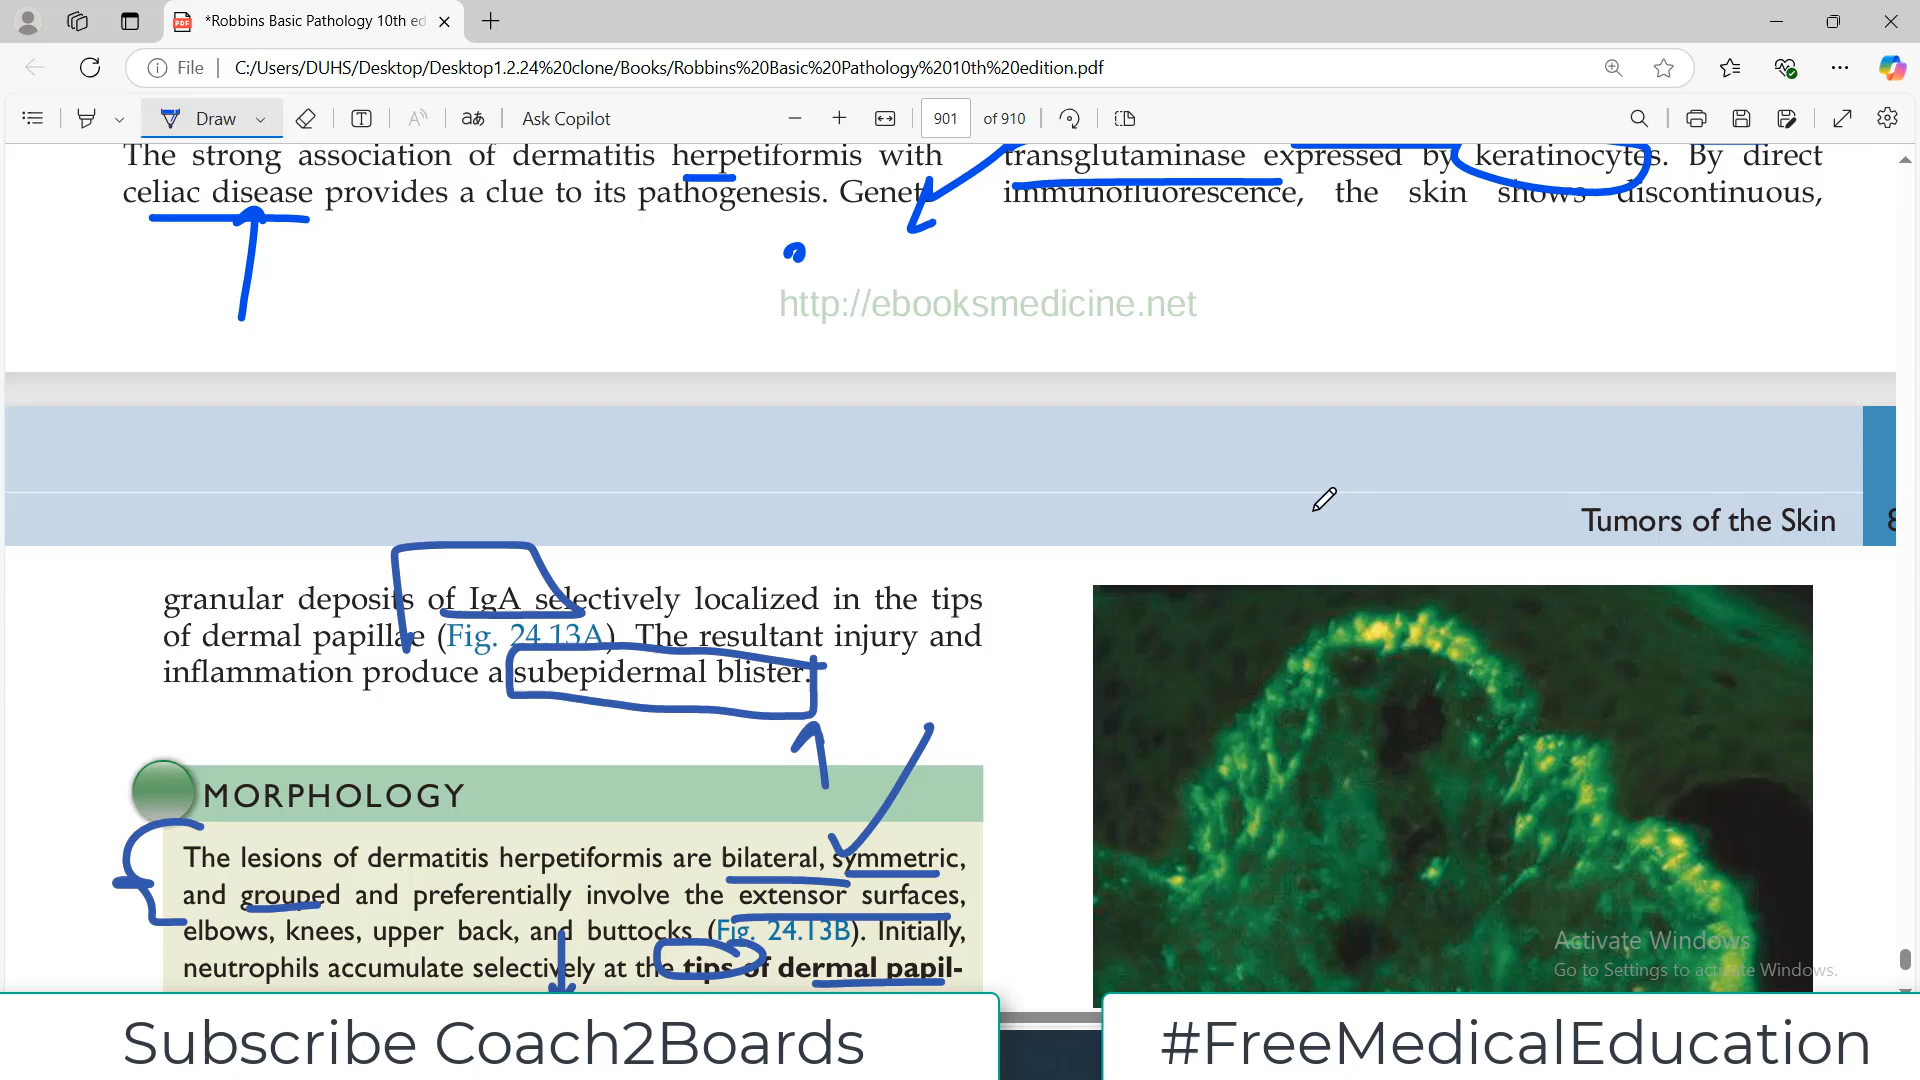 *Robbins Basic Pathology 10th ed
File
C:/Users/DUHS/Desktop/Desktop1.2.24%20clone/Books/Robbins%20Basic%20Pathology%2010th%20edition.pdf
Draw
T
A
aあ
Ask Copilot
901 of 910
The strong association of dermatitis herpetiformis with
celiac disease provides a clue to its pathogenesis. Genet
transglutaminase expressed by keratinocytes. By direct
immunofluorescence, the skin shows discontinuous,
http://ebooksmedicine.net
Tumors of the Skin
granular deposits of IgA selectively localized in the tips
of dermal papillae (Fig. 24.13A). The resultant injury and
inflammation produce a subepidermal blister.
MORPHOLOGY
The lesions of dermatitis herpetiformis are bilateral, symmetric,
and grouped and preferentially involve the extensor surfaces,
elbows, knees, upper back, and buttocks (Fig. 24.13B). Initially,
neutrophils accumulate selectively at the tips of dermal papil-
Activate Windows
Go to Settings to activate Windows.
Subscribe Coach2Boards
#FreeMedicalEducation